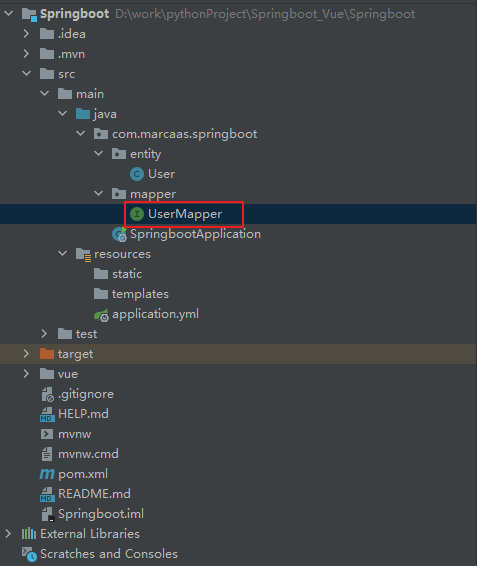 Springboot D:\work\pythonProject\Springboot_Vue\Springboot
.idea
.mvn
src
main
java
com.marcaas.springboot
entity
C User
mapper
I UserMapper
SpringbootApplication
resources
static
templates
application.yml
test
target
vue
.gitignore
MD HELP.md
mvnw
mvnw.cmd
m pom.xml
MD README.md
Springboot.iml
External Libraries
Scratches and Consoles